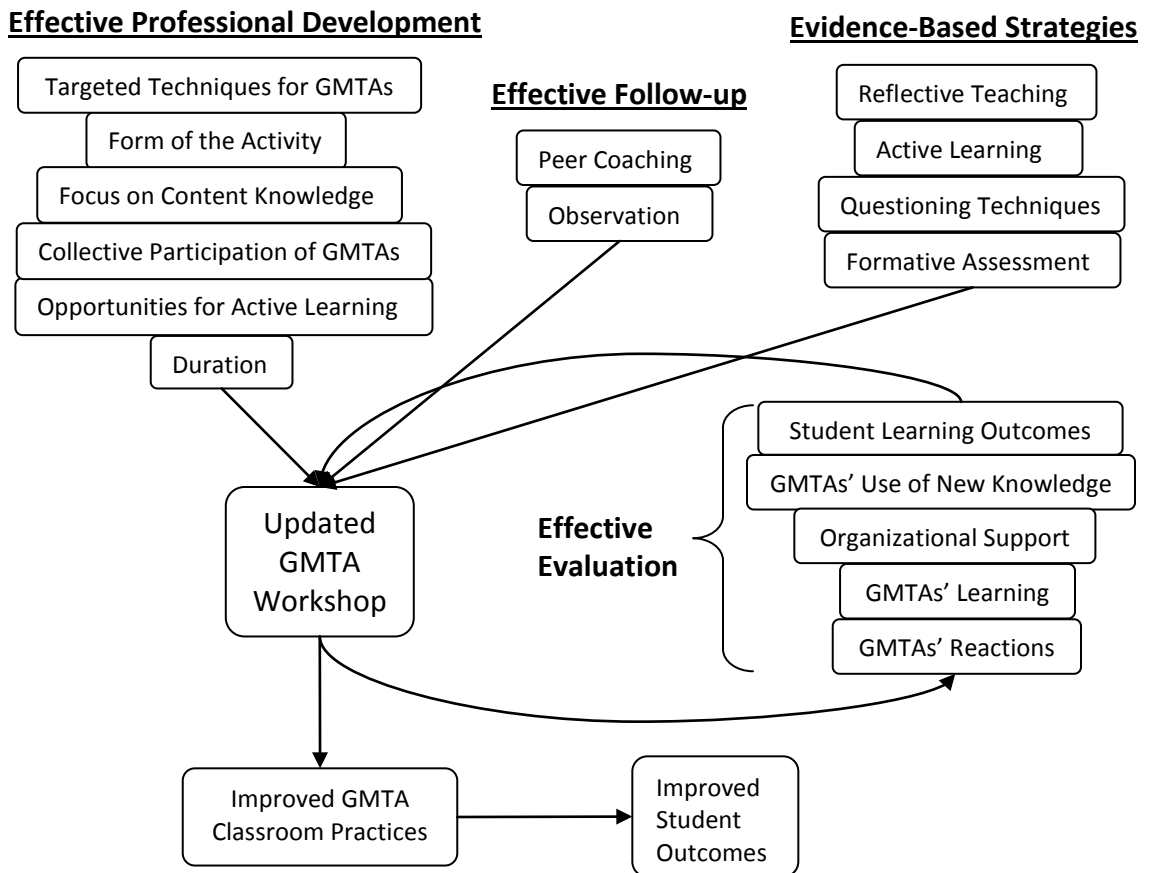 Effective Professional Development
Targeted Techniques for GMTAs
Form of the Activity
Focus on Content Knowledge
Collective Participation of GMTAs
Opportunities for Active Learning
Duration
Effective Follow-up
Peer Coaching
Observation
Evidence-Based Strategies
Reflective Teaching
Active Learning
Questioning Techniques
Formative Assessment
Updated
GMTA
Workshop
Effective
Evaluation
Student Learning Outcomes
GMTAs’ Use of New Knowledge
Organizational Support
GMTAs’ Learning
GMTAs’ Reactions
Improved GMTA
Classroom Practices
Improved
Student
Outcomes